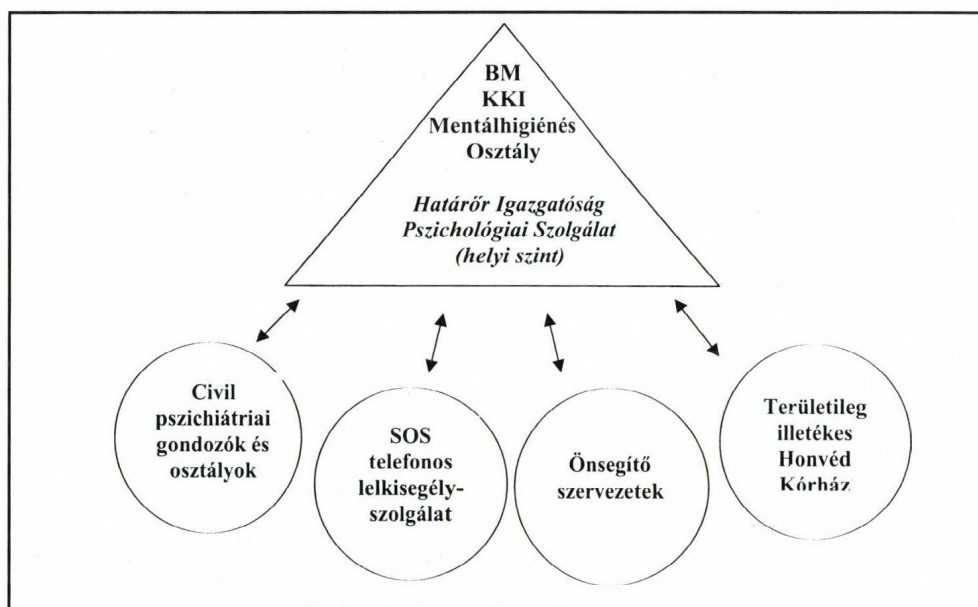 BM
KKI
Mentálhigiénés
Osztály
Határőr Igazgatóság
Pszichológiai Szolgálat
(helyi szint)
Civil
pszichiátriai
gondozók és
osztályok
SOS
telefonos
lelkisegély-
szolgálat
Önsegítő
szervezetek
Területileg
illetékes
Honvéd
Kórház